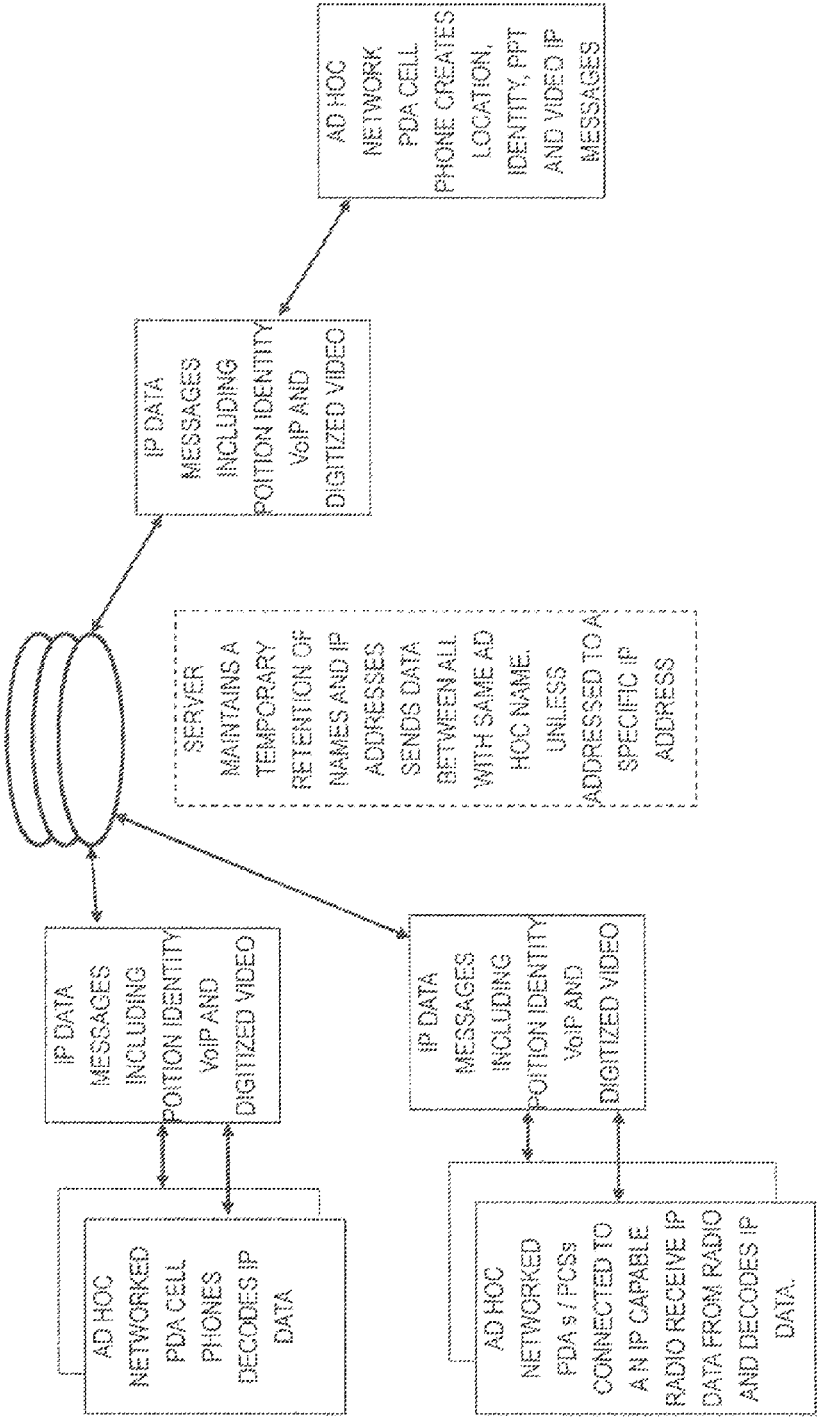 AD HOC
NETWORKED
PDA CELL
PHONES
DECODES IP
DATA
IP DATA
MESSAGES
INCLUDING
POITION IDENTITY
VoIP AND
DIGITIZED VIDEO
AD HOC
NETWORKED
PDA s / PCSs
CONNECTED TO
A N IP CAPABLE
RADIO RECEIVE IP
DATA FROM RADIO
AND DECODES IP
DATA.
IP DATA
MESSAGES
INCLUDING
POITION IDENTITY
VoIP AND
DIGITIZED VIDEO
SERVER
MAINTAINS A
TEMPORARY
RETENTION OF
NAMES AND IP
ADDRESSES
SENDS DATA
BETWEEN ALL
WITH SAME AD
HOC NAME.
UNLESS
ADDRESSED TO A
SPECIFIC IP
ADDRESS
IP DATA
MESSAGES
INCLUDING
POITION IDENTITY
VoIP AND
DIGITIZED VIDEO
AD HOC
NETWORK
PDA CELL
PHONE CREATES
LOCATION,
IDENTITY, PPT
AND VIDEO IP
MESSAGES